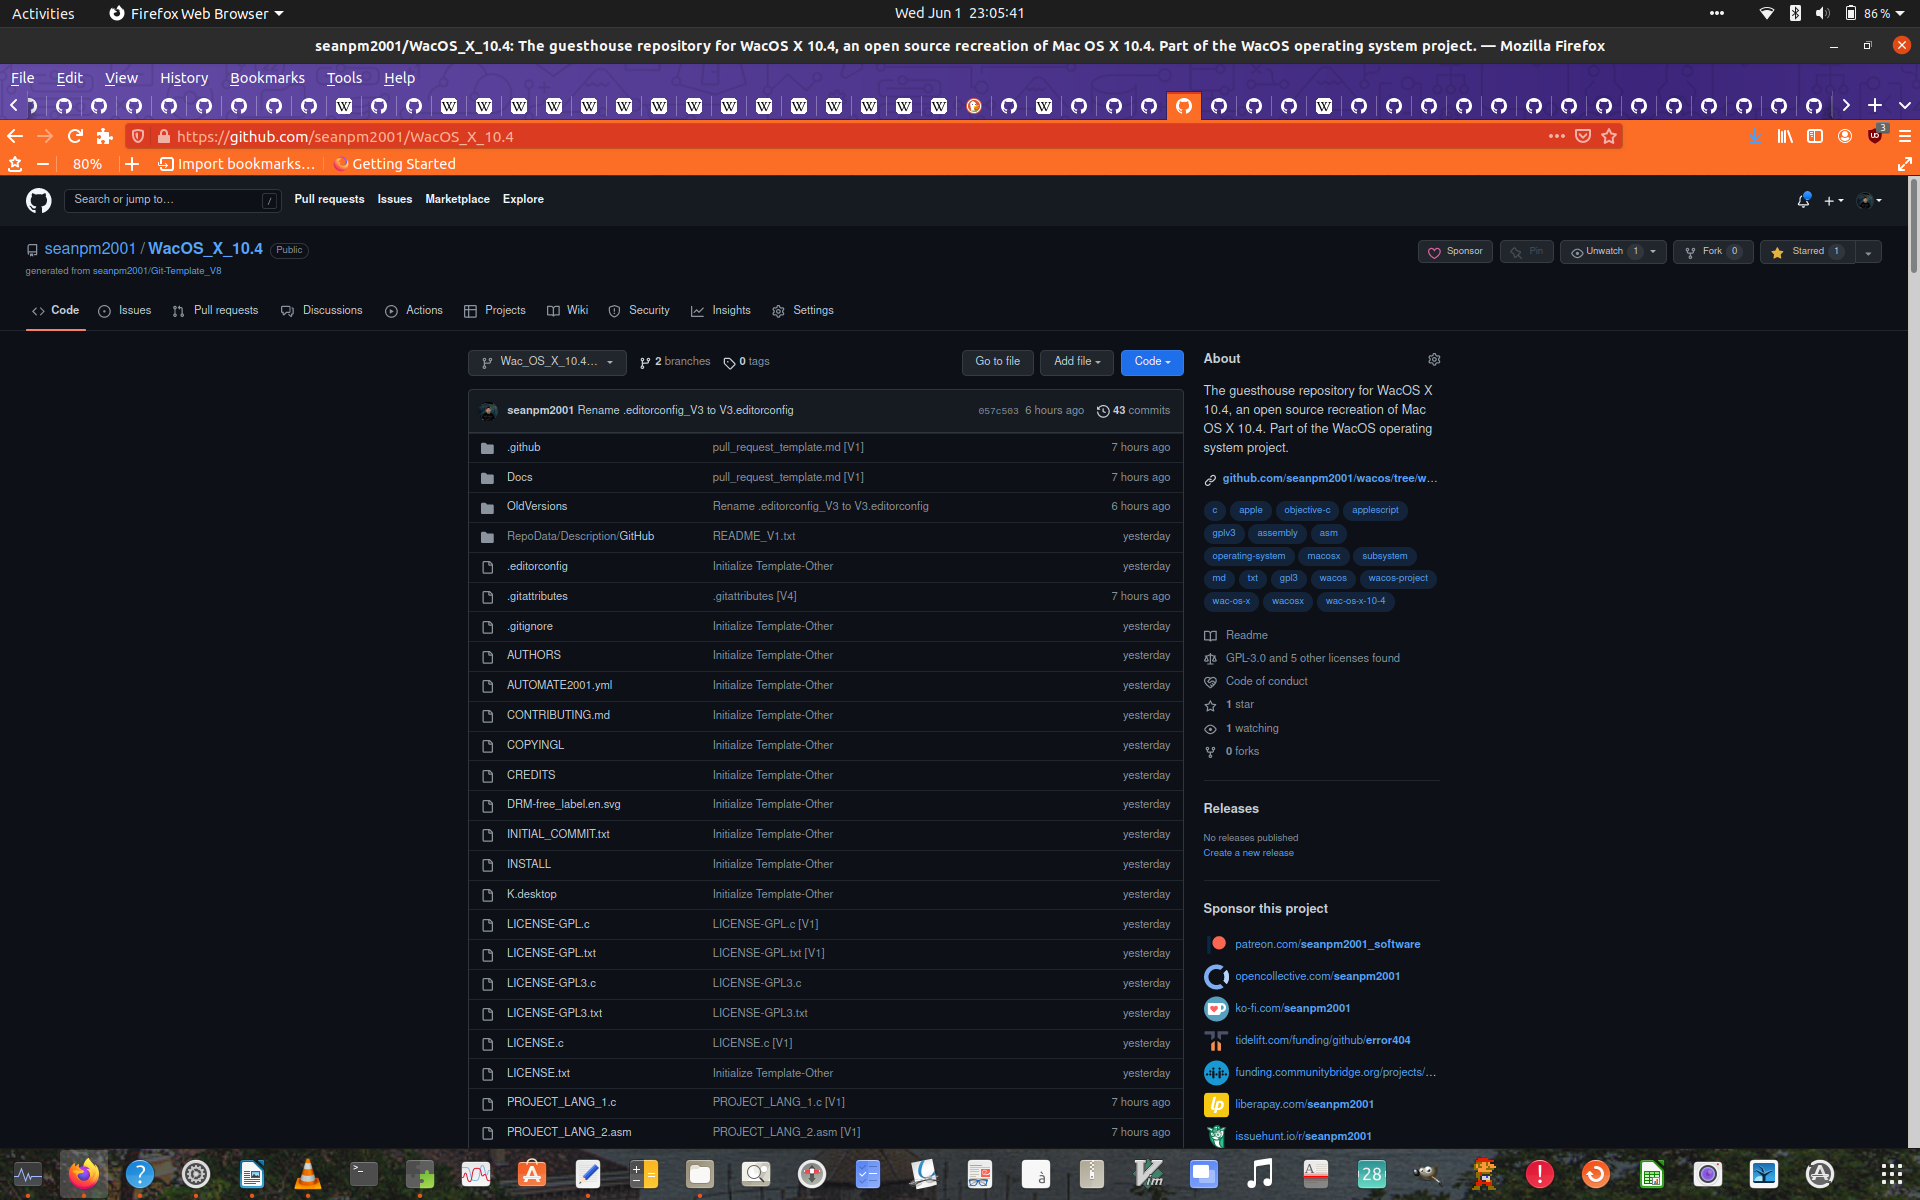 Activities
Firefox Web Browser
Wed Jun 1 23:05:41
86 %
seanpm2001/WacOS_X_10.4: The guesthouse repository for WacOS X 10.4, an open source recreation of Mac OS X 10.4. Part of the WacOS operating system project. — Mozilla Firefox
File Edit View History Bookmarks Tools Help
https://github.com/seanpm2001/WacOS_X_10.4
3
80%
Import bookmarks...
Getting Started
Search or jump to...
/
Pull requests Issues Marketplace Explore
seanpm2001 / WacOS_X_10.4 Public
generated from seanpm2001/Git-Template_V8
Sponsor
Pin
Unwatch 1
Fork 0
Starred 1
Code Issues Pull requests Discussions Actions Projects Wiki Security Insights Settings
Wac_OS_X_10.4...
2 branches
0 tags
Go to file
Add file
Code
seanpm2001 Rename .editorconfig_V3 to V3.editorconfig 057c503 6 hours ago 43 commits
.github pull_request_template.md [V1] 7 hours ago
Docs pull_request_template.md [V1] 7 hours ago
OldVersions Rename .editorconfig_V3 to V3.editorconfig 6 hours ago
RepoData/Description/GitHub README_V1.txt yesterday
.editorconfig Initialize Template-Other yesterday
.gitattributes .gitattributes [V4] 7 hours ago
.gitignore Initialize Template-Other yesterday
AUTHORS Initialize Template-Other yesterday
AUTOMATE2001.yml Initialize Template-Other yesterday
CONTRIBUTING.md Initialize Template-Other yesterday
COPYINGL Initialize Template-Other yesterday
CREDITS Initialize Template-Other yesterday
DRM-free_label.en.svg Initialize Template-Other yesterday
INITIAL_COMMIT.txt Initialize Template-Other yesterday
INSTALL Initialize Template-Other yesterday
K.desktop Initialize Template-Other yesterday
LICENSE-GPL.c LICENSE-GPL.c [V1] yesterday
LICENSE-GPL.txt LICENSE-GPL.txt [V1] yesterday
LICENSE-GPL3.c LICENSE-GPL3.c yesterday
LICENSE-GPL3.txt LICENSE-GPL3.txt yesterday
LICENSE.c LICENSE.c [V1] yesterday
LICENSE.txt Initialize Template-Other yesterday
PROJECT_LANG_1.c PROJECT_LANG_1.c [V1] 7 hours ago
PROJECT_LANG_2.asm PROJECT_LANG_2.asm [V1] 7 hours ago
About
The guesthouse repository for WacOS X
10.4, an open source recreation of Mac
OS X 10.4. Part of the WacOS operating
system project.
github.com/seanpm2001/wacos/tree/w...
c apple objective-c applescript
gplv3 assembly asm
operating-system macosx subsystem
md txt gpl3 wacos wacos-project
wac-os-x wacosx wac-os-x-10-4
Readme
GPL-3.0 and 5 other licenses found
Code of conduct
1 star
1 watching
0 forks
Releases
No releases published
Create a new release
Sponsor this project
patreon.com/seanpm2001_software
opencollective.com/seanpm2001
ko-fi.com/seanpm2001
tidelift.com/funding/github/error404
funding.communitybridge.org/projects/...
liberapay.com/seanpm2001
issuehunt.io/r/seanpm2001
28